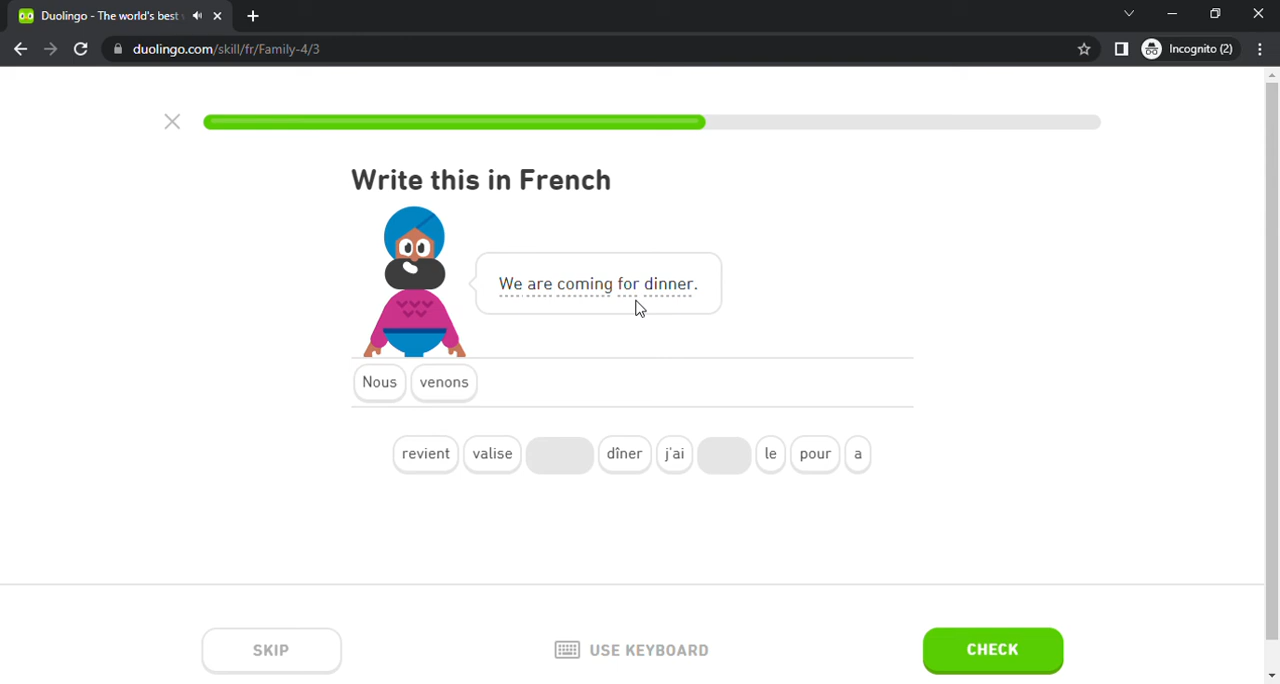 Duolingo - The world's best
duolingo.com/skill/fr/Family-4/3
Incognito (2)
Write this in French
We are coming for dinner.
Nous venons
revient valise dîner j'ai le pour a
SKIP USE KEYBOARD CHECK